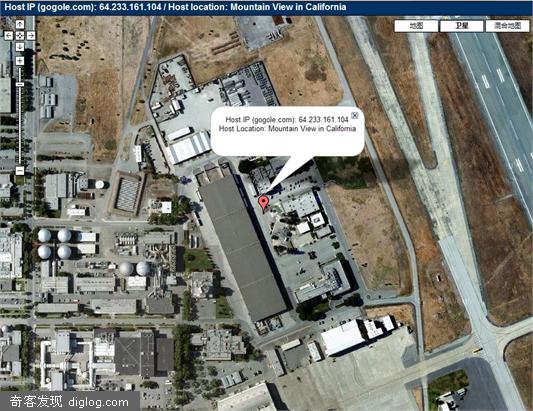 Host IP (gogole.com): 64.233.161.104 / Host location: Mountain View in California
地图 卫星 混合地图
Host IP (gogole.com): 64.233.161.104
Host Location: Mountain View in California
奇客发现 diglog.com